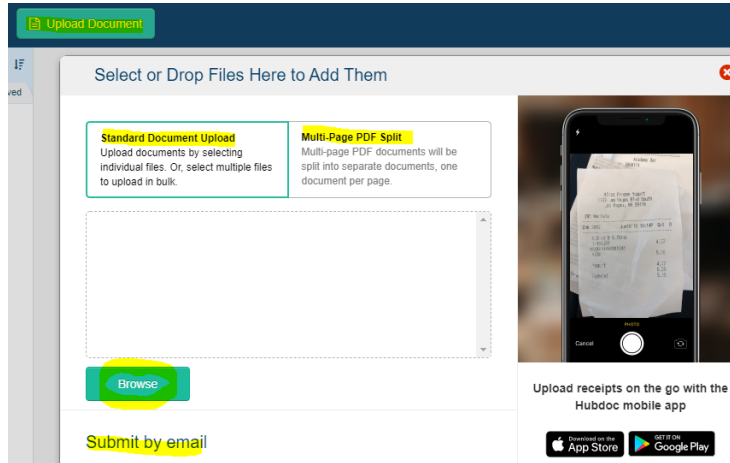 Upload Document
ved
Select or Drop Files Here to Add Them
Standard Document Upload
Upload documents by selecting
individual files. Or, select multiple files
to upload in bulk.
Multi-Page PDF Split
Multi-page PDF documents will be
split into separate documents, one
document per page.
Browse
Submit by email
PHOTO
Cancel
Upload receipts on the go with the
Hubdoc mobile app
Download on the
App Store
GET IT ON
Google Play